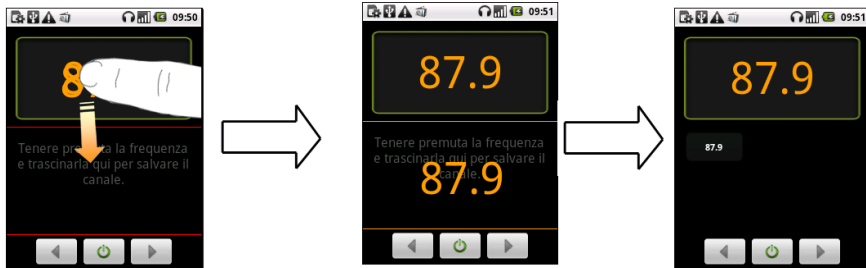 09:50
8
Tenere premuta la frequenza
e trascinarla qui per salvare il
canale.
09:51
87.9
Tenere premuta la frequenza
e trascinarla qui per salvare il
canale.
87.9
09:51
87.9
87.9